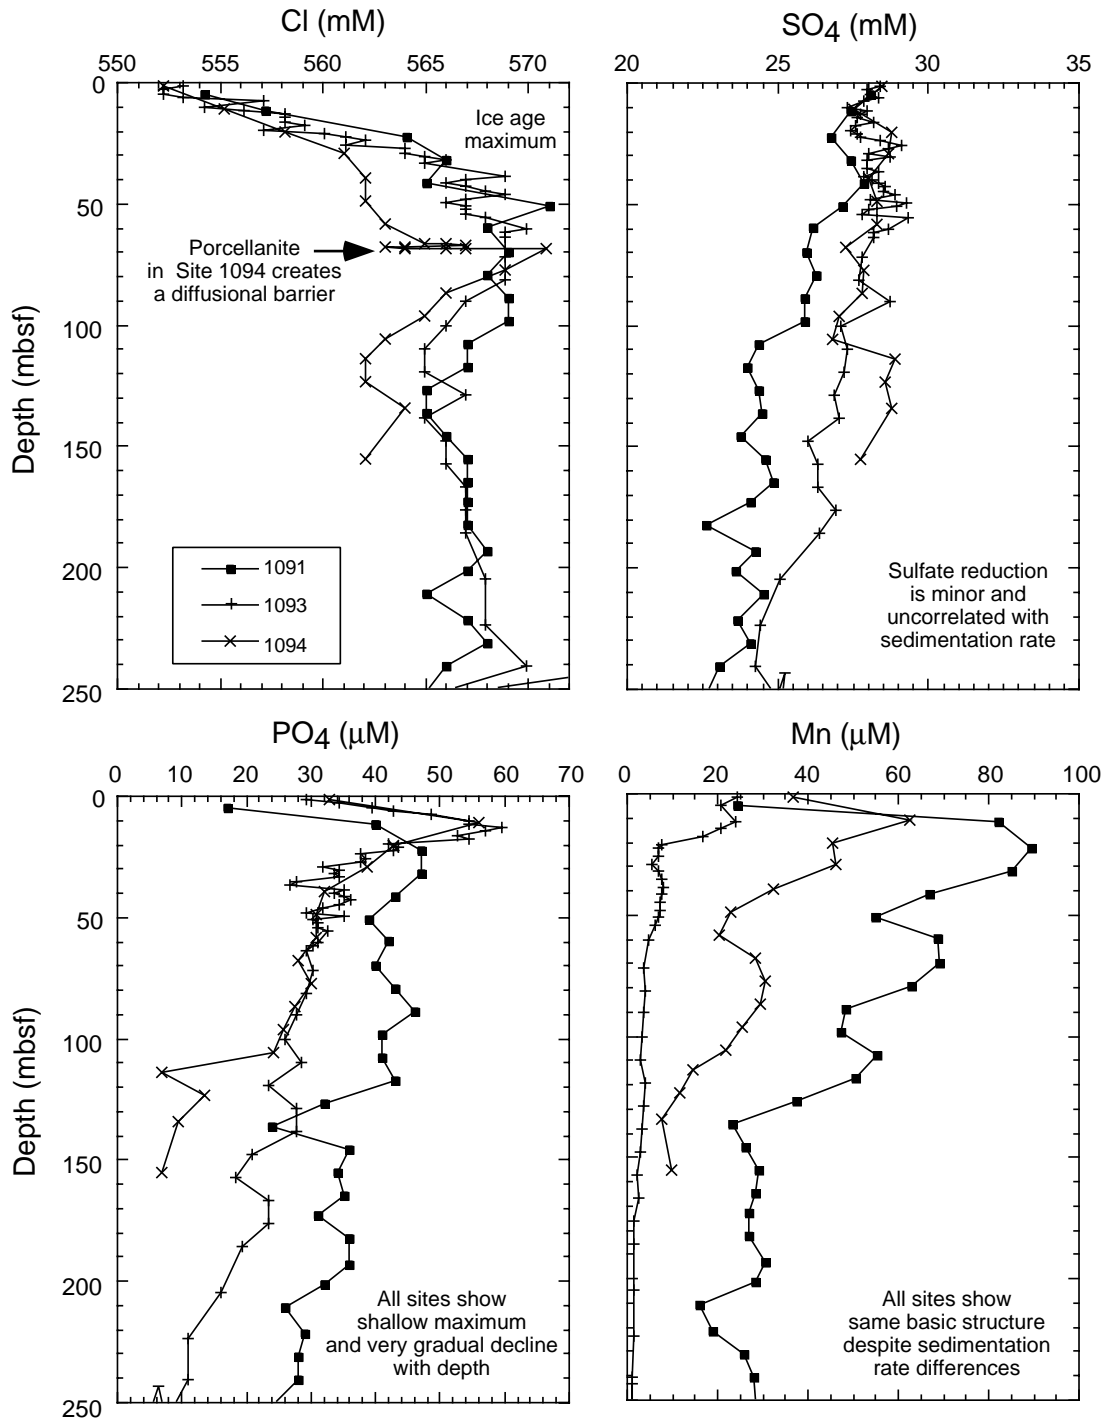 Cl (mM)
550 555 560 565 570
0
50
100
150
200
250
Depth (mbsf)
Ice age
maximum
Porcellanite
in Site 1094 creates
a diffusional barrier
1091
1093
1094
SO4 (mM)
20 25 30 35
Sulfate reduction
is minor and
uncorrelated with
sedimentation rate
PO4 (μM)
0 10 20 30 40 50 60 70
0
50
100
150
200
250
Depth (mbsf)
All sites show
shallow maximum
and very gradual decline
with depth
Mn (μM)
0 20 40 60 80 100
All sites show
same basic structure
despite sedimentation
rate differences